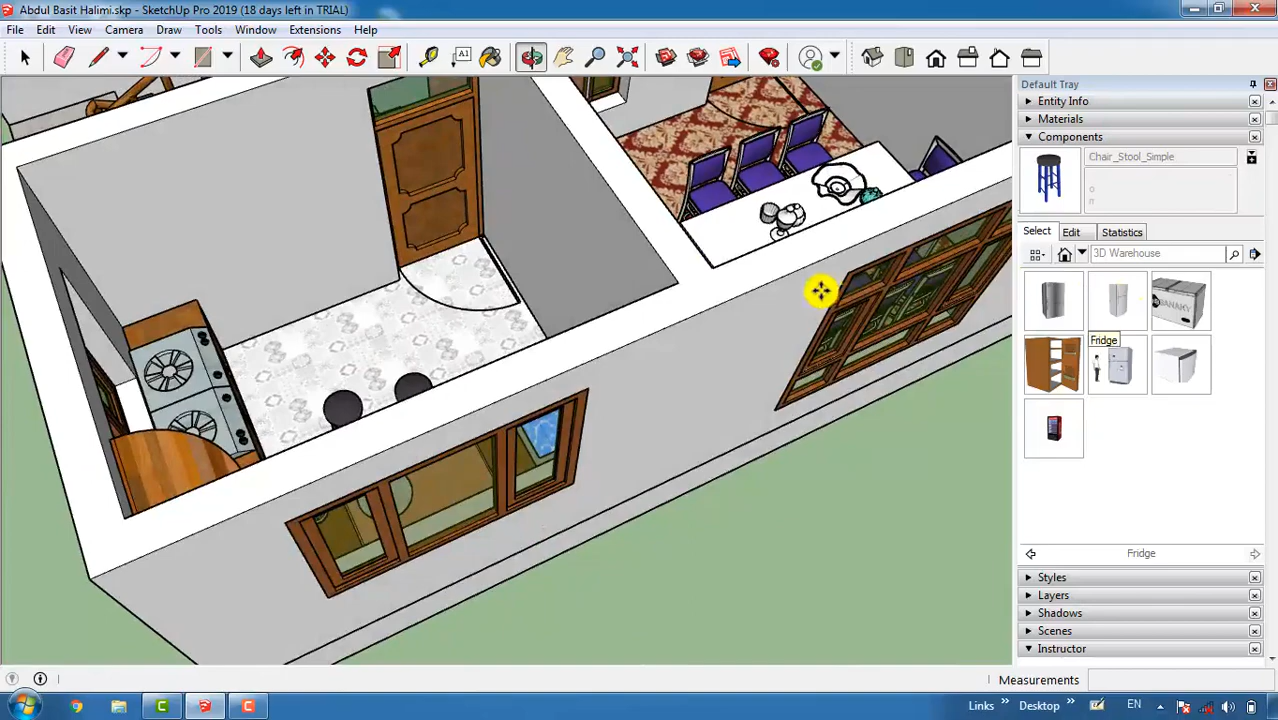 Abdul Basit Halimi.skp - SketchUp Pro 2019 (18 days left in TRIAL)
File Edit View Camera Draw Tools Window Extensions Help
A1
Default Tray
Entity Info
Materials
Components
Chair_Stool_Simple
Select Edit Statistics
3D Warehouse
Fridge
Fridge
Styles
Layers
Shadows
Scenes
Instructor
Measurements
Links » Desktop » EN